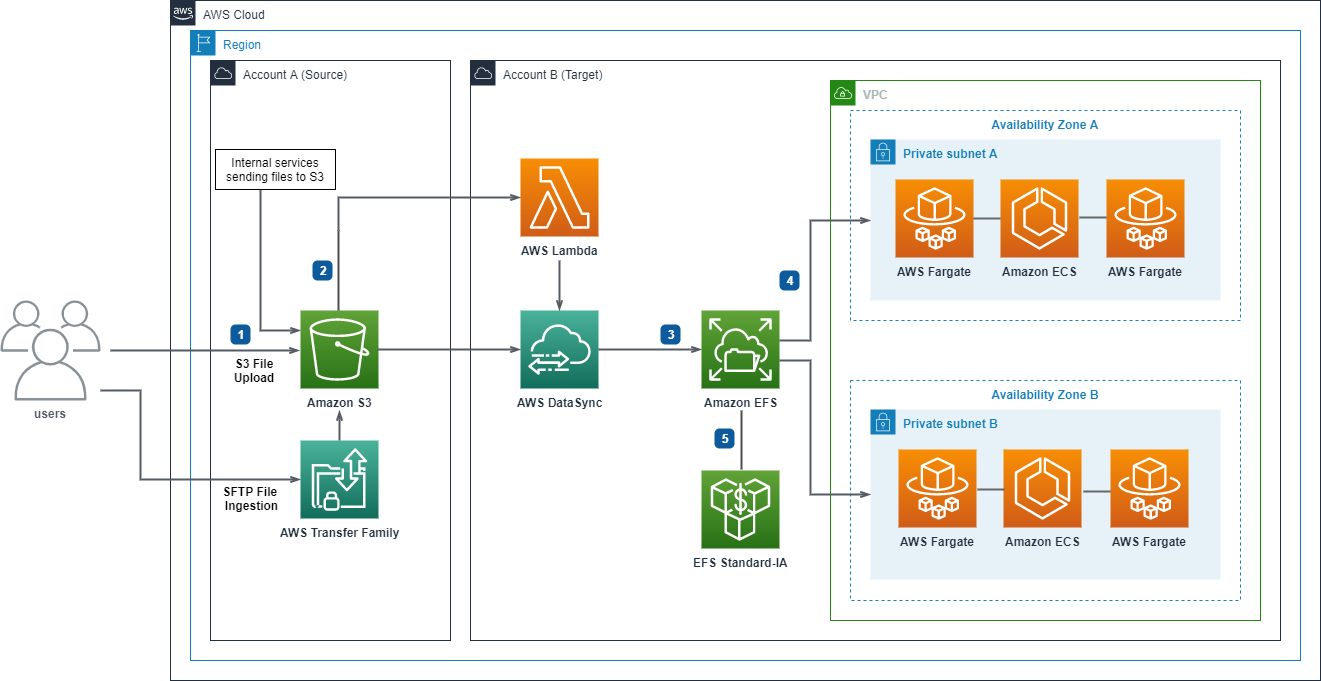 aws
AWS Cloud
Region
Account A (Source)
Account B (Target)
VPC
Availability Zone A
Private subnet A
Internal services
sending files to S3
AWS Lambda
AWS Fargate
Amazon ECS
AWS Fargate
2
4
1
3
S3 File
Upload
Amazon S3
AWS DataSync
Amazon EFS
users
5
Availability Zone B
Private subnet B
SFTP File
Ingestion
AWS Transfer Family
$
EFS Standard-IA
AWS Fargate
Amazon ECS
AWS Fargate